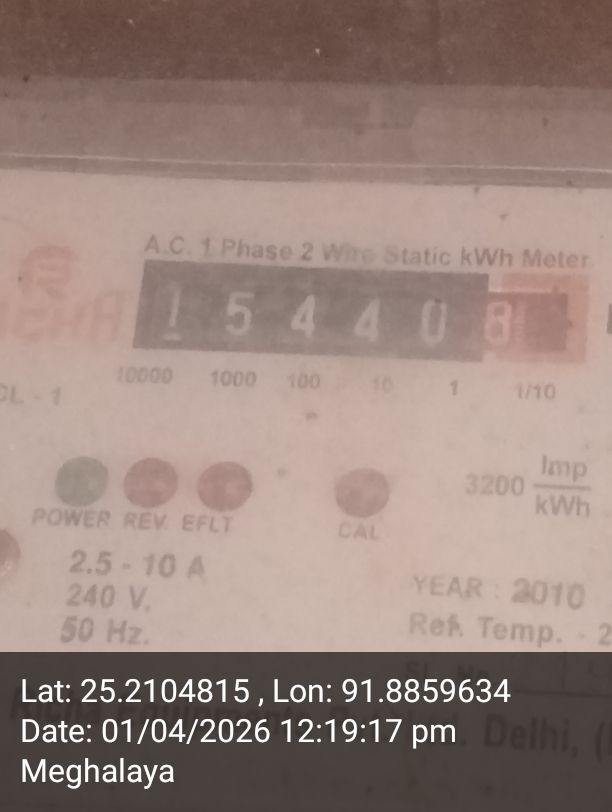 A.C. 1 Phase 2 Wire Static kWh Meter
1 5 4 4 0 8
10000 1000 100 10 1 1/10
CL - 1
3200 Imp
kWh
POWER REV. EFLT
CAL
2.5 - 10 A
240 V.
50 Hz.
YEAR : 2010
Ref. Temp. - 2
Lat: 25.2104815 , Lon: 91.8859634
Date: 01/04/2026 12:19:17 pm
Delhi, (
Meghalaya